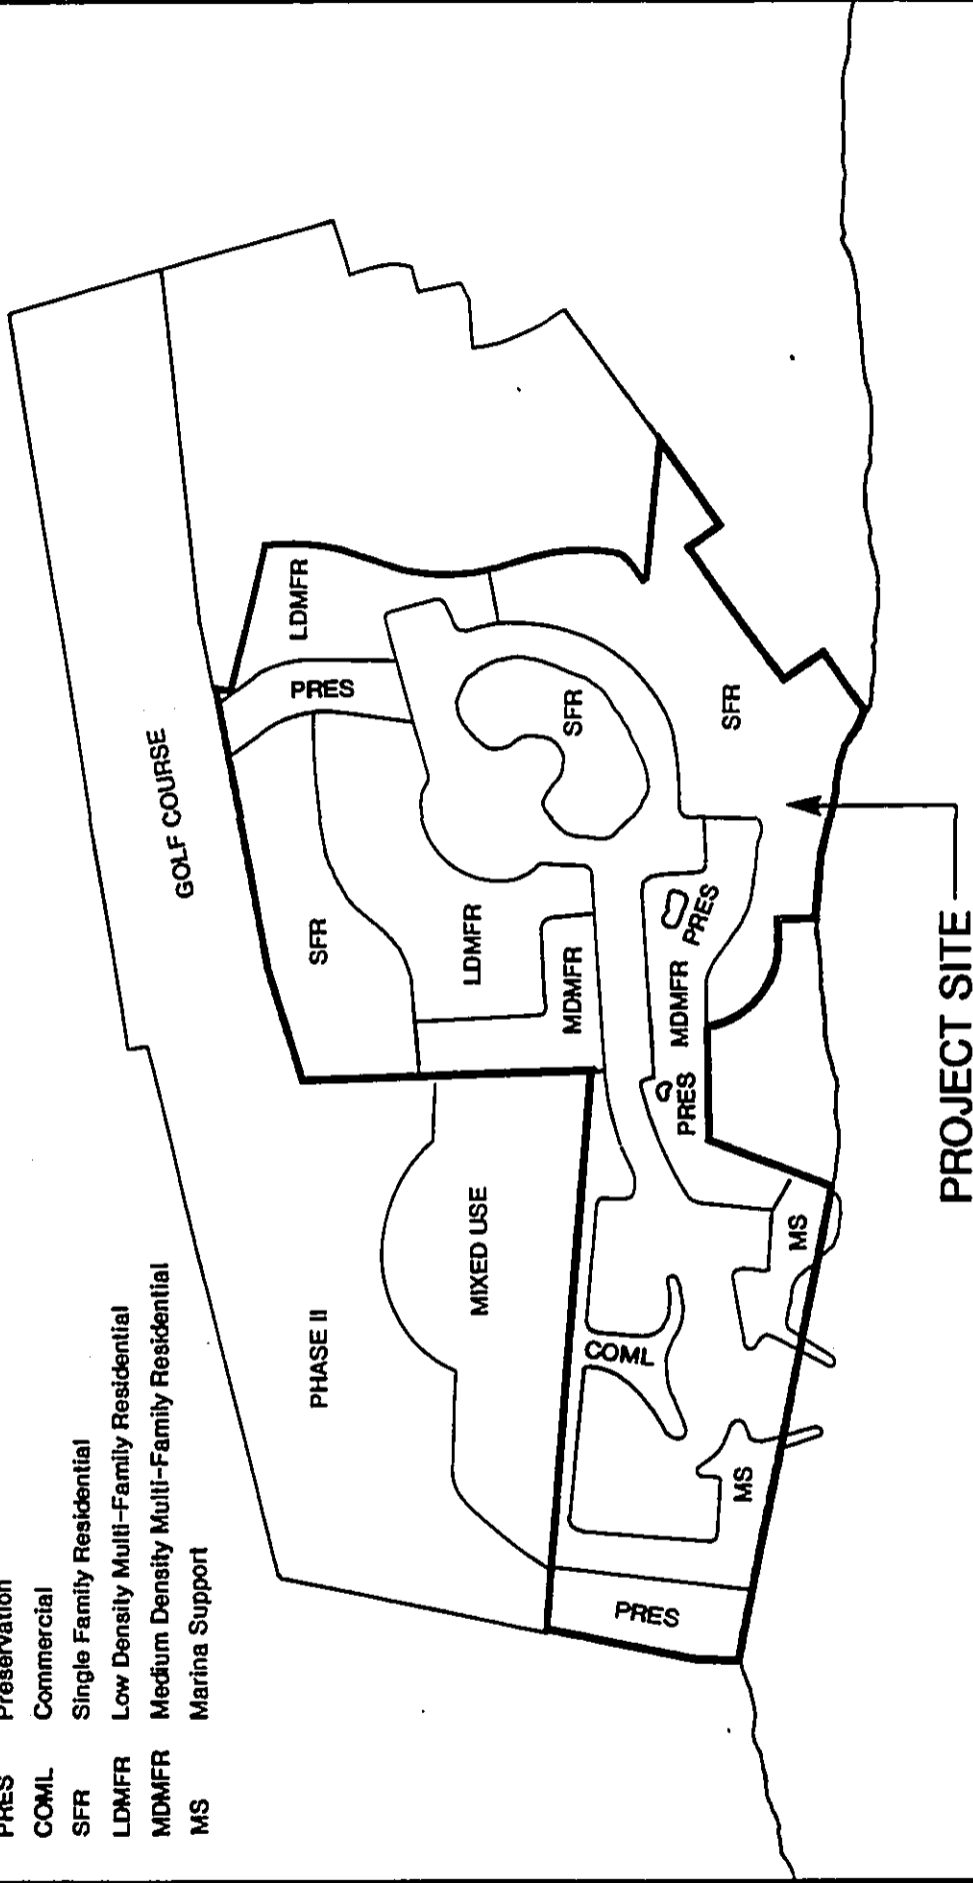 PRES Preservation
COML Commercial
SFR Single Family Residential
LDMFR Low Density Multi-Family Residential
MDMFR Medium Density Multi-Family Residential
MS Marina Support
GOLF COURSE
PHASE II
MIXED USE
SFR
LDMFR
MDMFR
PRES
LDMFR
SFR
SFR
PRES
MDMFR
PRES
COML
MS
MS
PRES
PROJECT SITE